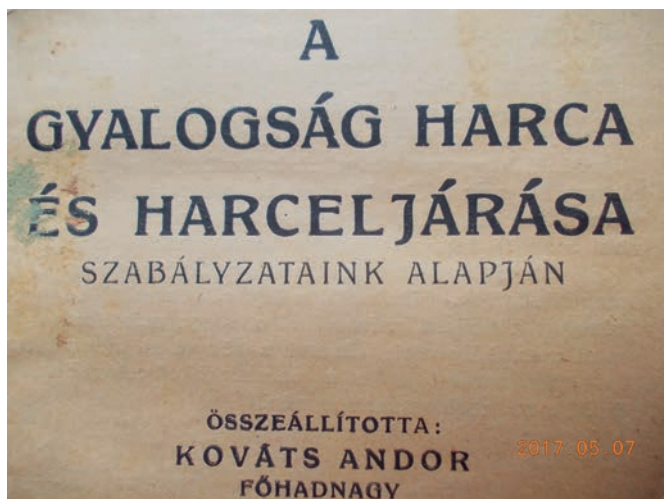 A
GYALOGSÁG HARCA
ÉS HARCELJÁRÁSA
SZABÁLYZATAINK ALAPJÁN
ÖSSZEÁLLÍTOTTA:
KOVÁTS ANDOR
FŐHADNAGY
2017 05 07